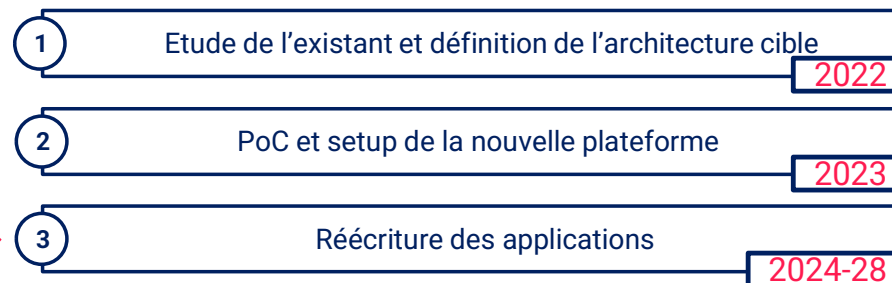 1
Etude de l’existant et définition de l’architecture cible
2022
2
PoC et setup de la nouvelle plateforme
2023
3
Réécriture des applications
2024-28